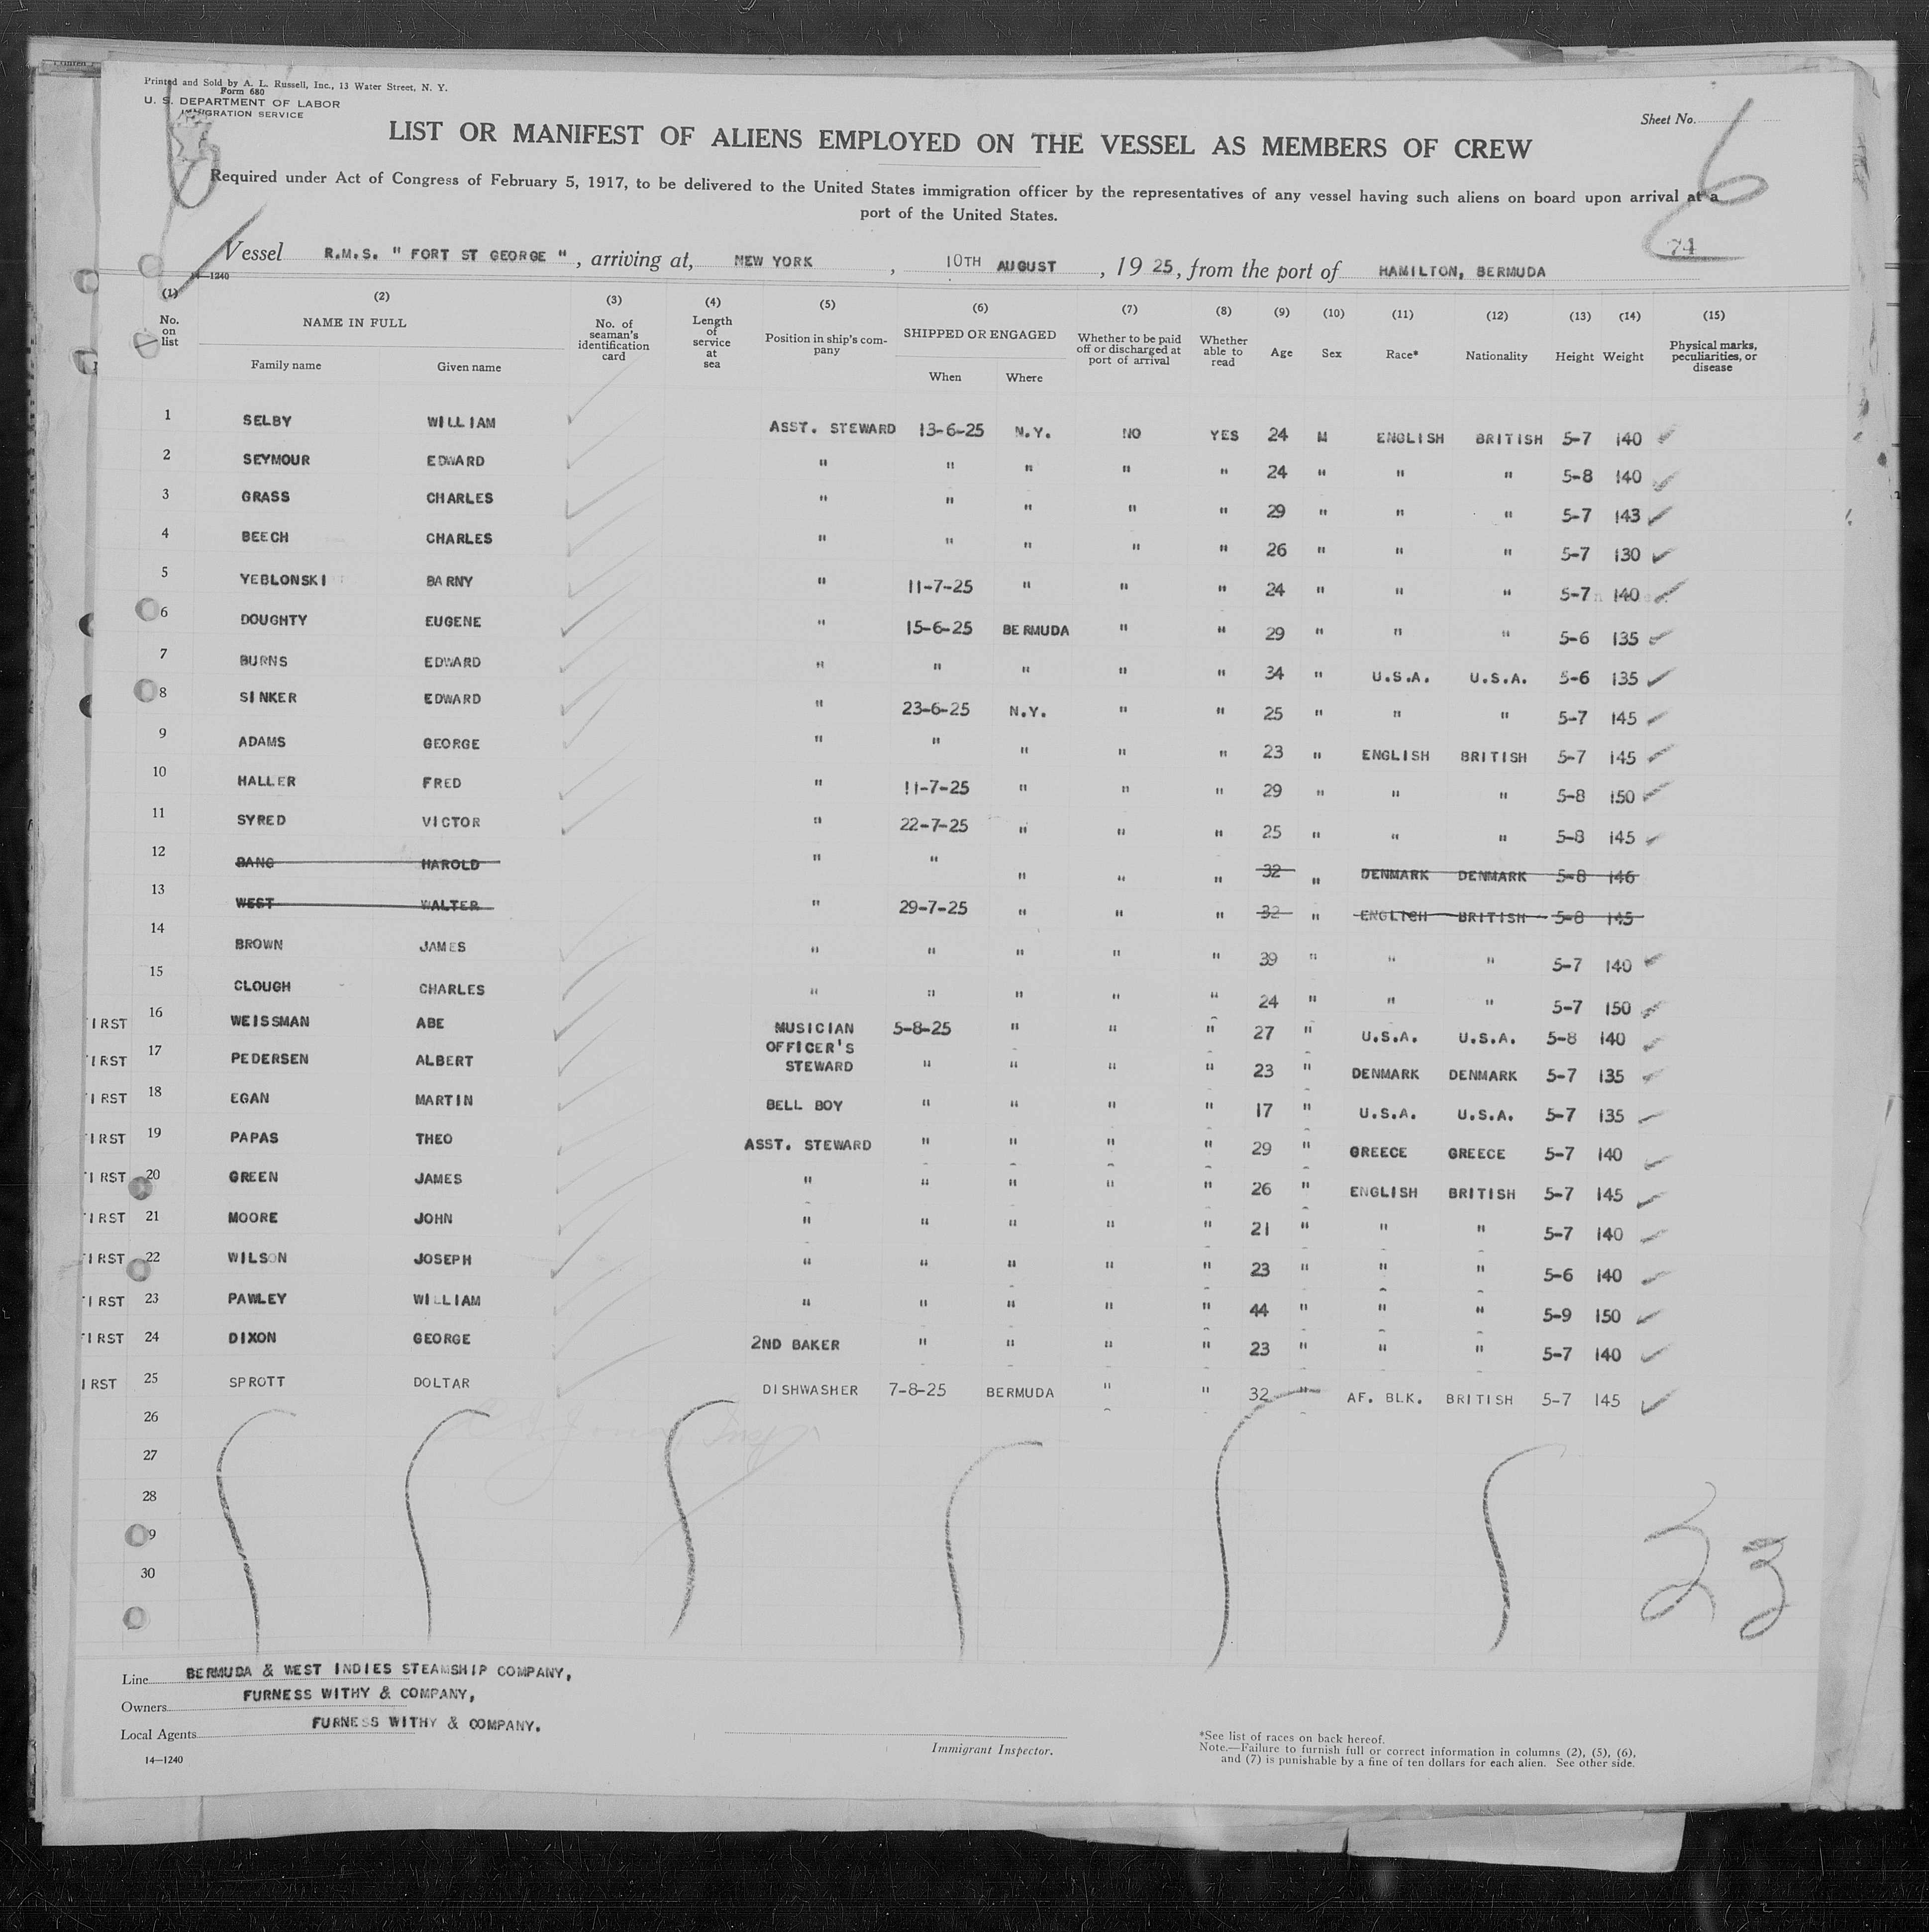 Printed and Sold by A. L. Russell, Inc., 13 Water Street, N. Y.
Form 680
U. S. DEPARTMENT OF LABOR
IMMIGRATION SERVICE
Sheet No.
6
LIST OR MANIFEST OF ALIENS EMPLOYED ON THE VESSEL AS MEMBERS OF CREW
Required under Act of Congress of February 5, 1917, to be delivered to the United States immigration officer by the representatives of any vessel having such aliens on board upon arrival at a
port of the United States.
74
Vessel R.M.S. " FORT ST GEORGE " , arriving at, NEW YORK , 10TH AUGUST , 19 25, from the port of HAMILTON, BERMUDA
14—1240
(1) (2) (3) (4) (5) (6) (7) (8) (9) (10) (11) (12) (13) (14) (15)
No. on list NAME IN FULL Family name Given name No. of seaman's identification card Length of service at sea Position in ship's company SHIPPED OR ENGAGED When Where Whether to be paid off or discharged at port of arrival Whether able to read Age Sex Race* Nationality Height Weight Physical marks, peculiarities, or disease
1 SELBY WILLIAM ASST. STEWARD 13-6-25 N.Y. NO YES 24 M ENGLISH BRITISH 5-7 140
2 SEYMOUR EDWARD " " " " " 24 " " " 5-8 140
3 GRASS CHARLES " " " " " 29 " " " 5-7 143
4 BEECH CHARLES " " " " " 26 " " " 5-7 130
5 YEBLONSKI BARNY " 11-7-25 " " " 24 " " " 5-7 140
6 DOUGHTY EUGENE " 15-6-25 BERMUDA " " 29 " " " 5-6 135
7 BURNS EDWARD " " " " " 34 " U.S.A. U.S.A. 5-6 135
8 SINKER EDWARD " 23-6-25 N.Y. " " 25 " " " 5-7 145
9 ADAMS GEORGE " " " " " 23 " ENGLISH BRITISH 5-7 145
10 HALLER FRED " 11-7-25 " " " 29 " " " 5-8 150
11 SYRED VICTOR " 22-7-25 " " " 25 " " " 5-8 145
12 BANG HAROLD " " " " " 32 " DENMARK DENMARK 5-8 146
13 WEST WALTER " 29-7-25 " " " 32 " ENGLISH BRITISH 5-8 145
14 BROWN JAMES " " " " " 39 " " " 5-7 140
15 CLOUGH CHARLES " " " " " 24 " " " 5-7 150
IRST 16 WEISSMAN ABE MUSICIAN 5-8-25 " " " 27 " U.S.A. U.S.A. 5-8 140
IRST 17 PEDERSEN ALBERT OFFICER'S STEWARD " " " " 23 " DENMARK DENMARK 5-7 135
IRST 18 EGAN MARTIN BELL BOY " " " " 17 " U.S.A. U.S.A. 5-7 135
IRST 19 PAPAS THEO ASST. STEWARD " " " " 29 " GREECE GREECE 5-7 140
IRST 20 GREEN JAMES " " " " " 26 " ENGLISH BRITISH 5-7 145
IRST 21 MOORE JOHN " " " " " 21 " " " 5-7 140
IRST 22 WILSON JOSEPH " " " " " 23 " " " 5-6 140
IRST 23 PAWLEY WILLIAM " " " " " 44 " " " 5-9 150
IRST 24 DIXON GEORGE 2ND BAKER " " " " 23 " " " 5-7 140
IRST 25 SPROTT DOLTAR DISHWASHER 7-8-25 BERMUDA " " 32 " AF. BLK. BRITISH 5-7 145
26
27
28
9
30
23
Line BERMUDA & WEST INDIES STEAMSHIP COMPANY,
Owners FURNESS WITHY & COMPANY,
Local Agents FURNESS WITHY & COMPANY.
14—1240
Immigrant Inspector.
*See list of races on back hereof.
Note.—Failure to furnish full or correct information in columns (2), (5), (6),
and (7) is punishable by a fine of ten dollars for each alien. See other side.